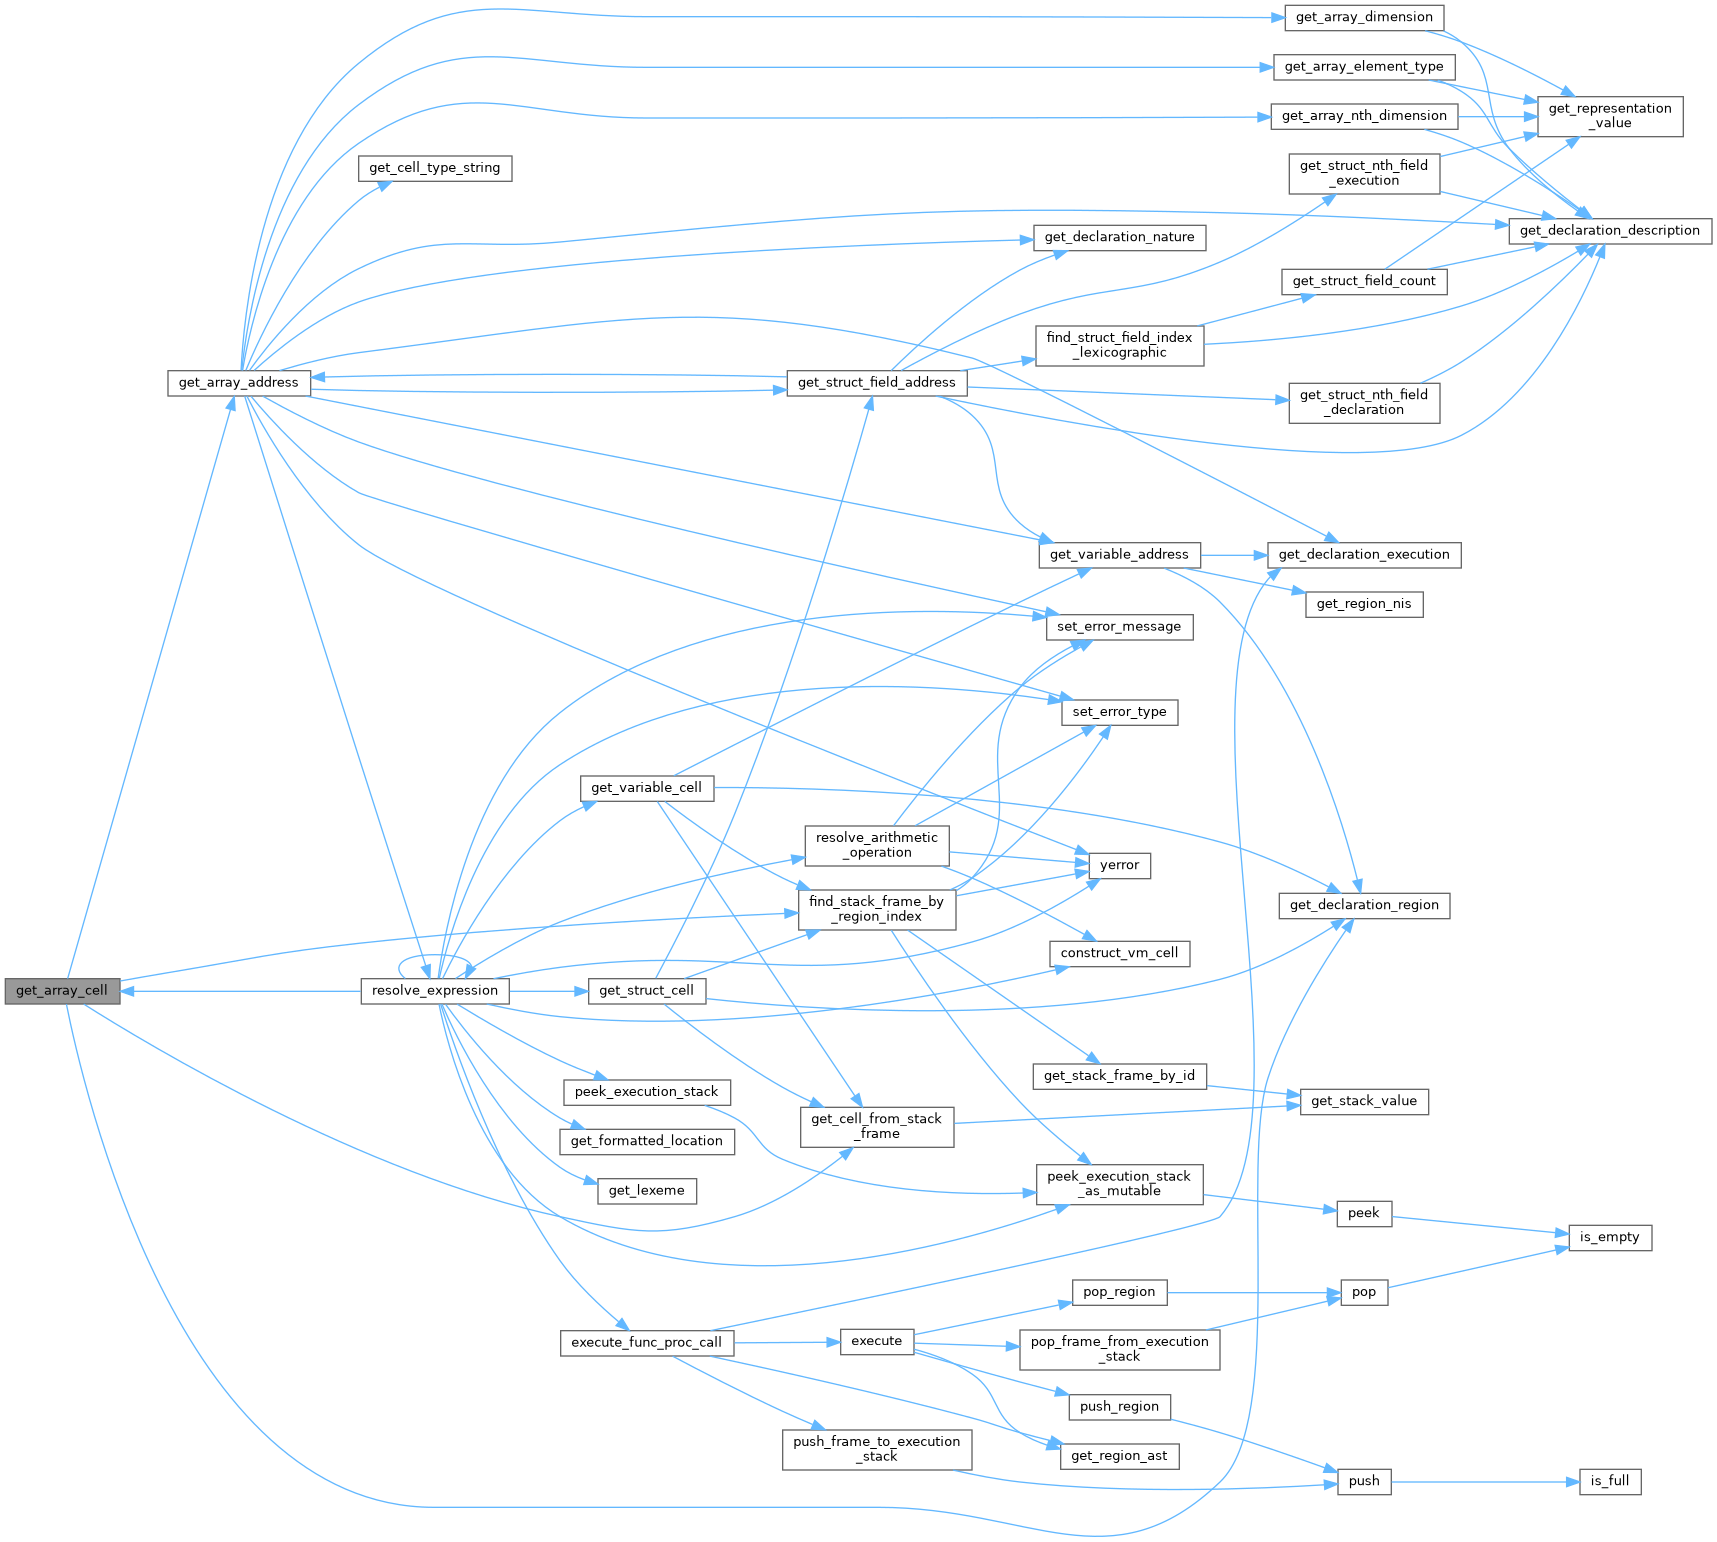 get_array_dimension
get_array_element_type
get_representation
_value
get_array_nth_dimension
get_cell_type_string
get_struct_nth_field
_execution
get_declaration_nature
get_declaration_description
get_struct_field_count
find_struct_field_index
_lexicographic
get_array_address
get_struct_field_address
get_struct_nth_field
_declaration
get_variable_address
get_declaration_execution
get_region_nis
set_error_message
set_error_type
get_variable_cell
resolve_arithmetic
_operation
yerror
find_stack_frame_by
_region_index
get_declaration_region
construct_vm_cell
get_array_cell
resolve_expression
get_struct_cell
get_stack_frame_by_id
peek_execution_stack
get_stack_value
get_cell_from_stack
_frame
get_formatted_location
get_lexeme
peek_execution_stack
_as_mutable
peek
is_empty
pop_region
pop
execute_func_proc_call
execute
pop_frame_from_execution
_stack
push_region
push_frame_to_execution
_stack
get_region_ast
push
is_full